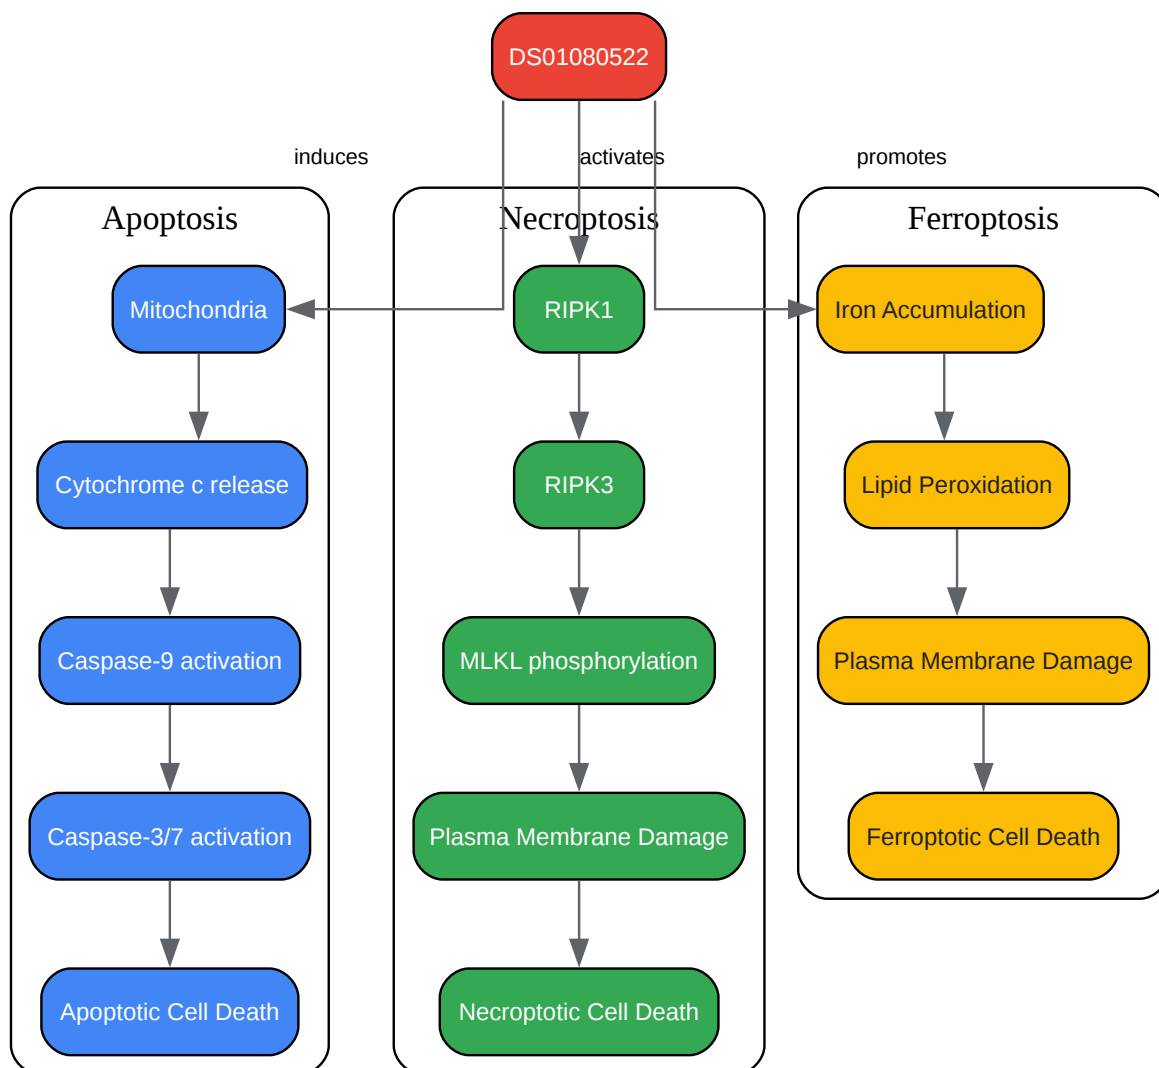 DS01080522
induces
activates
promotes
Apoptosis
Necroptosis
Ferroptosis
Mitochondria
RIPK1
Iron Accumulation
Cytochrome c release
RIPK3
Lipid Peroxidation
Caspase-9 activation
MLKL phosphorylation
Plasma Membrane Damage
Caspase-3/7 activation
Plasma Membrane Damage
Ferroptotic Cell Death
Apoptotic Cell Death
Necroptotic Cell Death